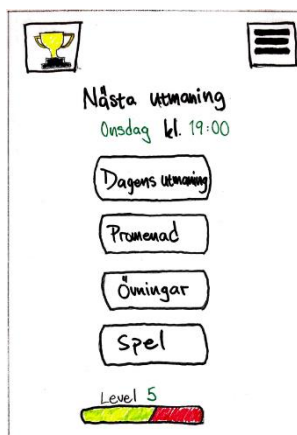 Nästa utmaning
Onsdag kl. 19:00
Dagens utmaning
Promenad
Övningar
Spel
Level 5